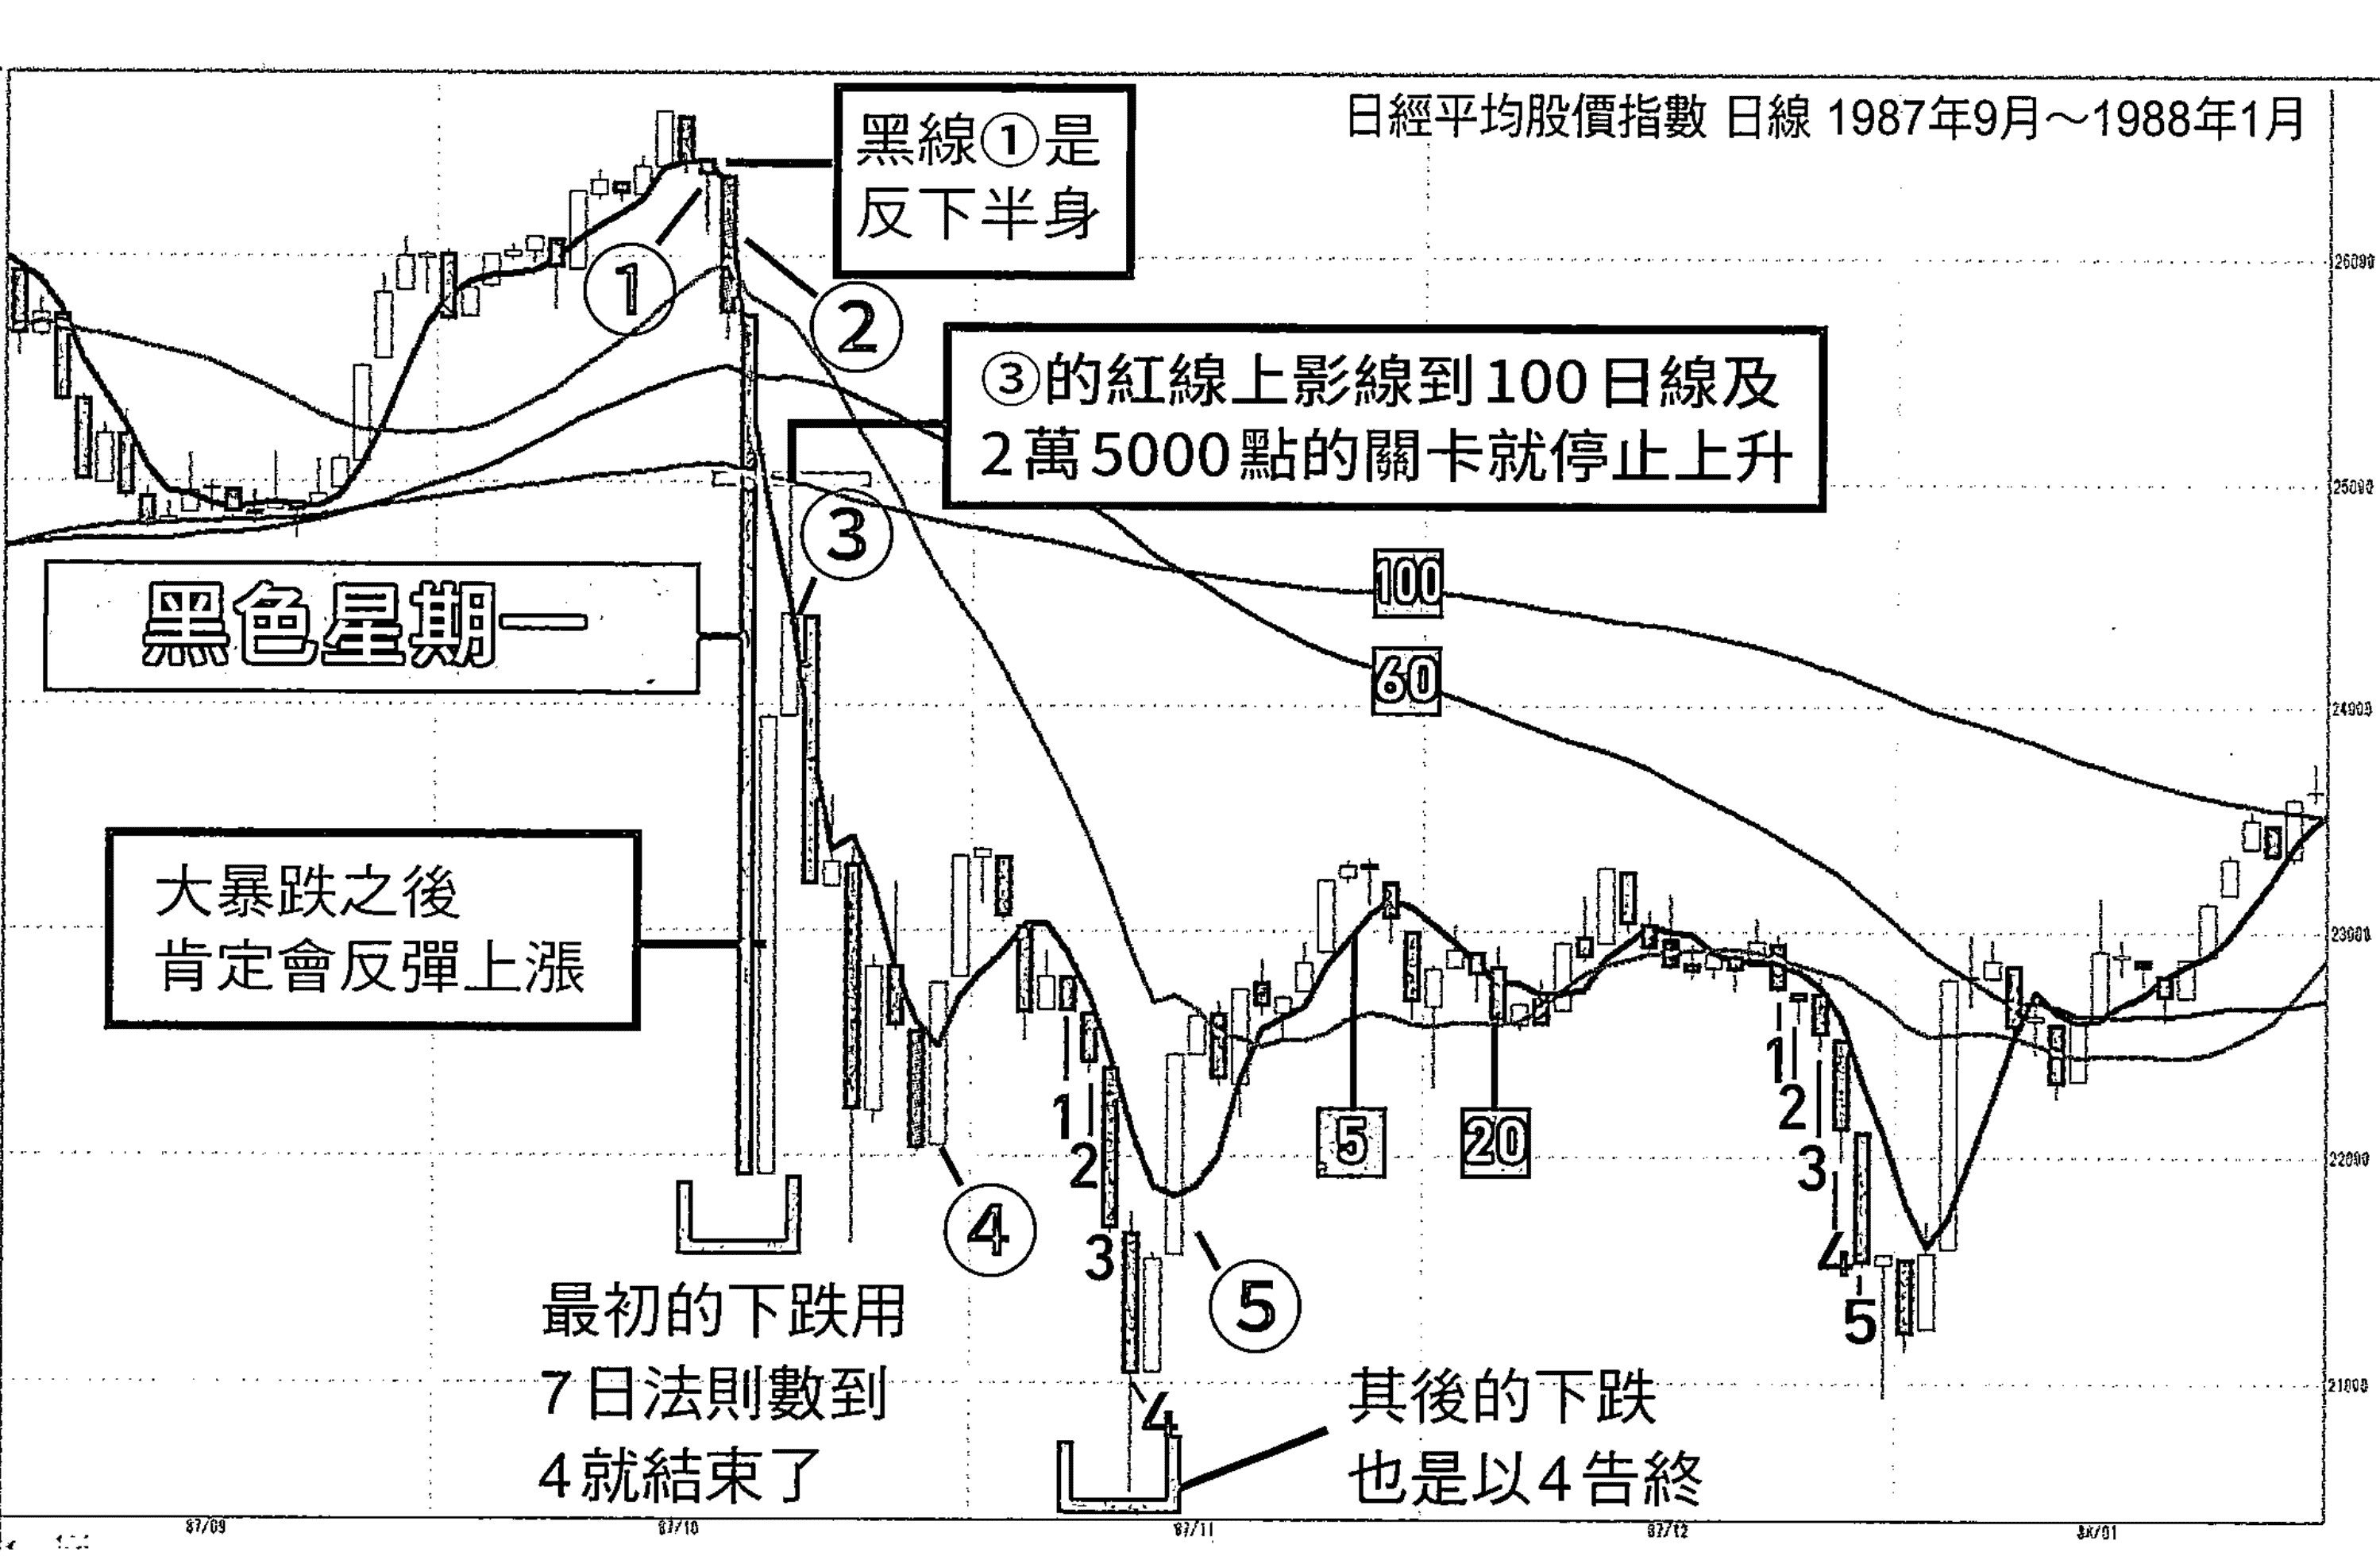 日經平均股價指數 日線 1987年9月～1988年1月
黑線①是
反下半身
①
②
③的紅線上影線到100日線及
2萬5000點的關卡就停止上升
③
黑色星期一
大暴跌之後
肯定會反彈上漲
100
60
5
20
④
⑤
1
2
3
4
1
2
3
4
5
最初的下跌用
7日法則數到
4就結束了
其後的下跌
也是以4告終
26000
25000
24000
23000
22000
21000
87/09
87/10
87/11
87/12
88/01